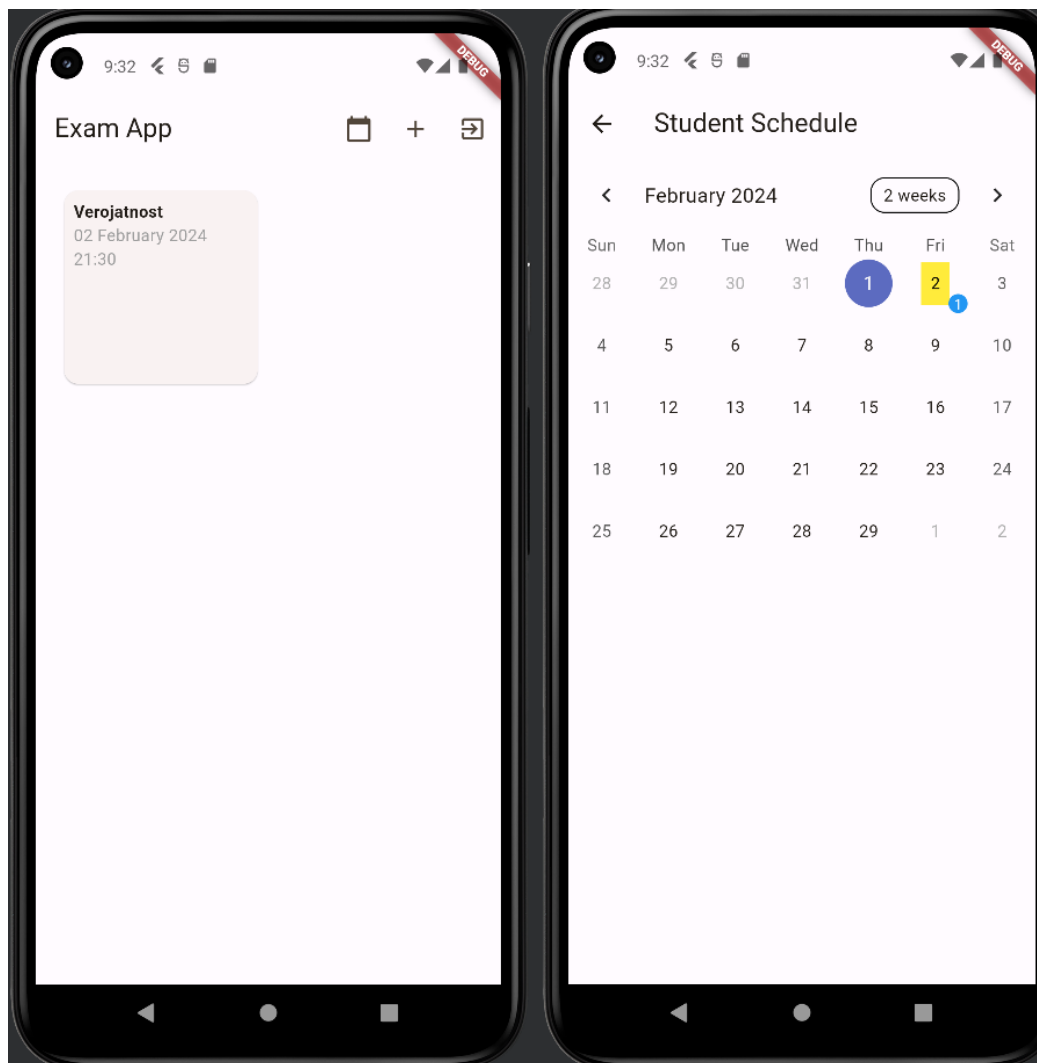 9:32
DEBUG
Exam App
Verojatnost
02 February 2024
21:30
9:32
DEBUG
Student Schedule
February 2024 2 weeks
Sun Mon Tue Wed Thu Fri Sat
28 29 30 31 1 2 3
1
4 5 6 7 8 9 10
11 12 13 14 15 16 17
18 19 20 21 22 23 24
25 26 27 28 29 1 2